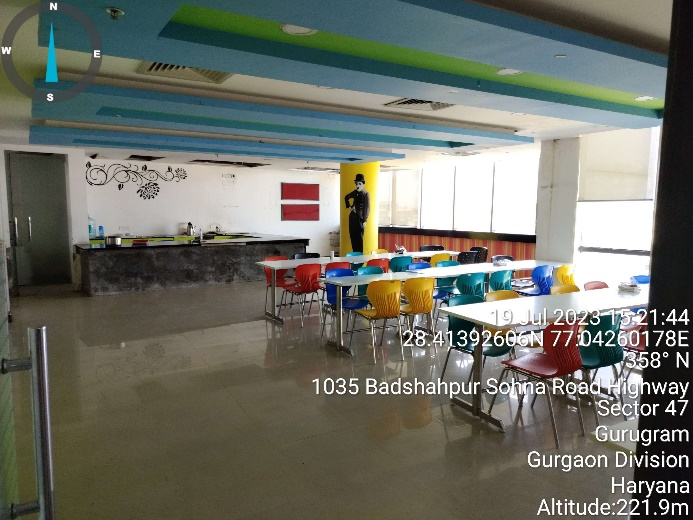 N
W E
S
19 Jul 2023 15:21:44
28.41392606N 77.04260178E
358° N
1035 Badshahpur Sohna Road Highway
Sector 47
Gurugram
Gurgaon Division
Haryana
Altitude:221.9m